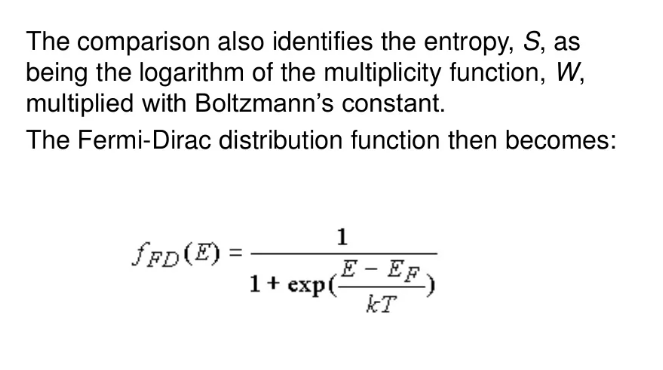 The comparison also identifies the entropy, S, as
being the logarithm of the multiplicity function, W,
multiplied with Boltzmann’s constant.
The Fermi-Dirac distribution function then becomes:
f_{FD}(E) = \frac{1}{1 + exp(\frac{E - E_F}{kT})}